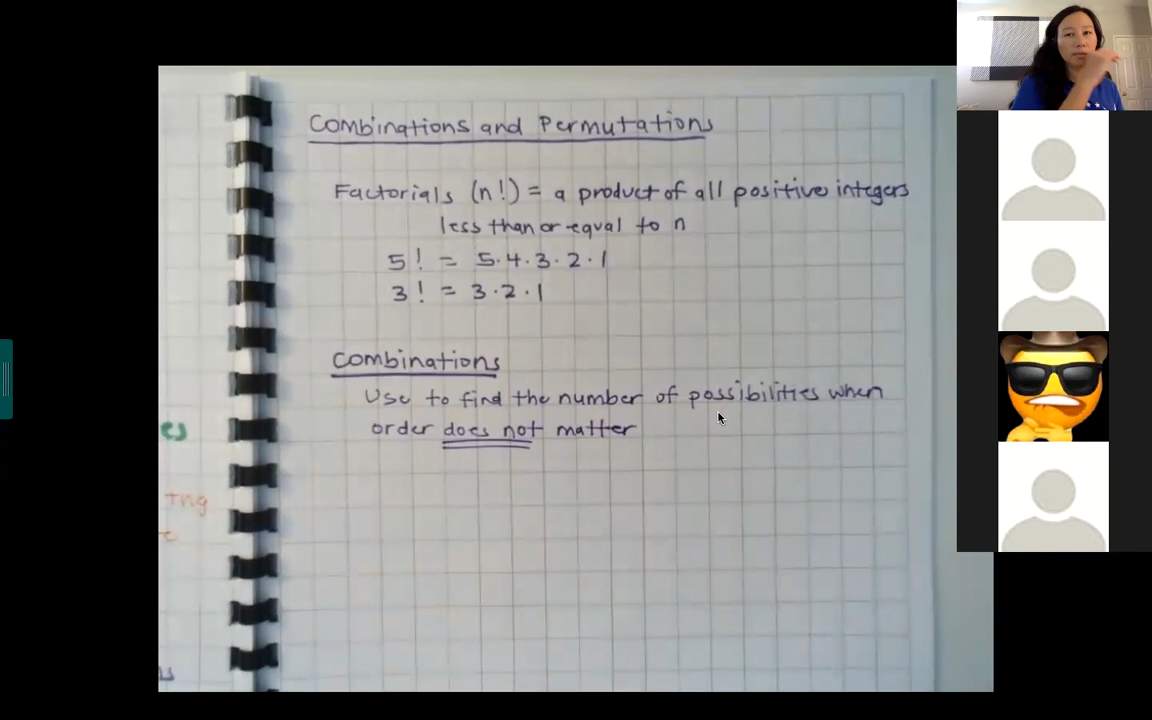 Combinations and Permutations
Factorials (n!) = a product of all positive integers
less than or equal to n
5! = 5·4·3·2·1
3! = 3·2·1
Combinations
Use to find the number of possibilities when
order does not matter
es